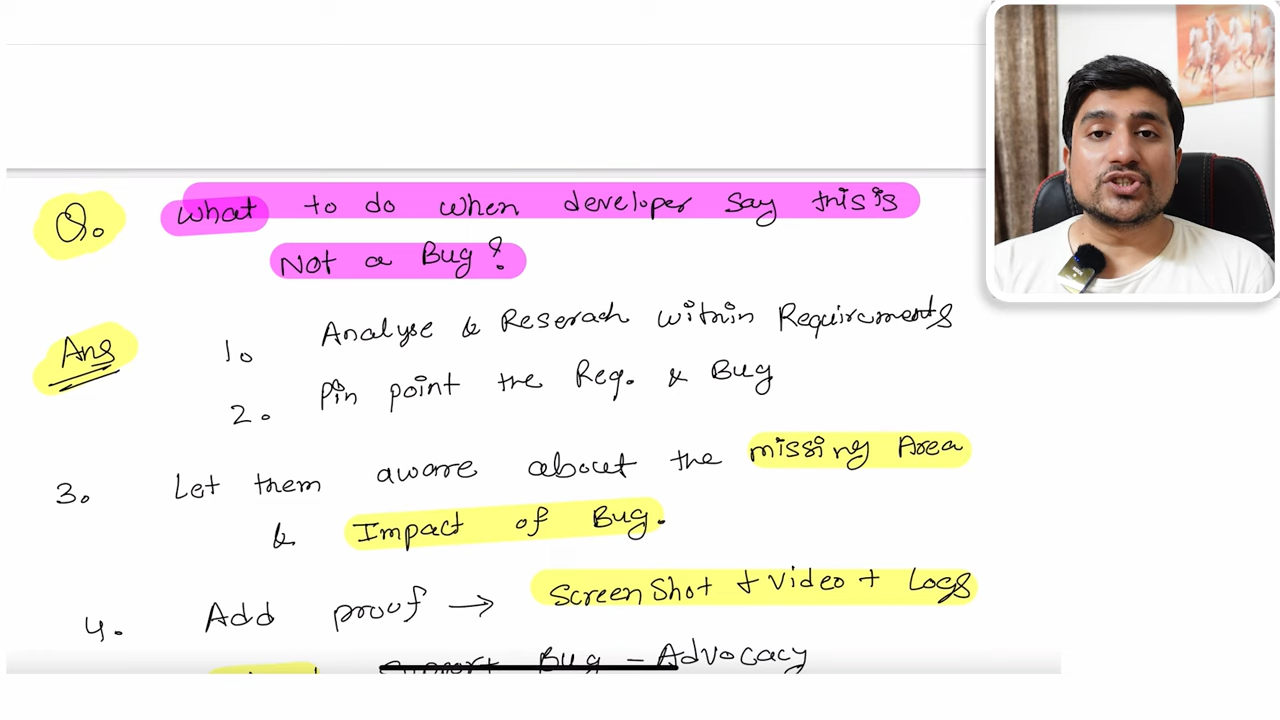 Q. What to do when developer say this is
Not a Bug?
Ans 1. Analyse & Reserach within Requirements
2. Pin point the Req. & Bug
3. Let them aware about the missing Area
& Impact of Bug.
4. Add proof → Screen Shot + Video + Logs
Bug - Advocacy